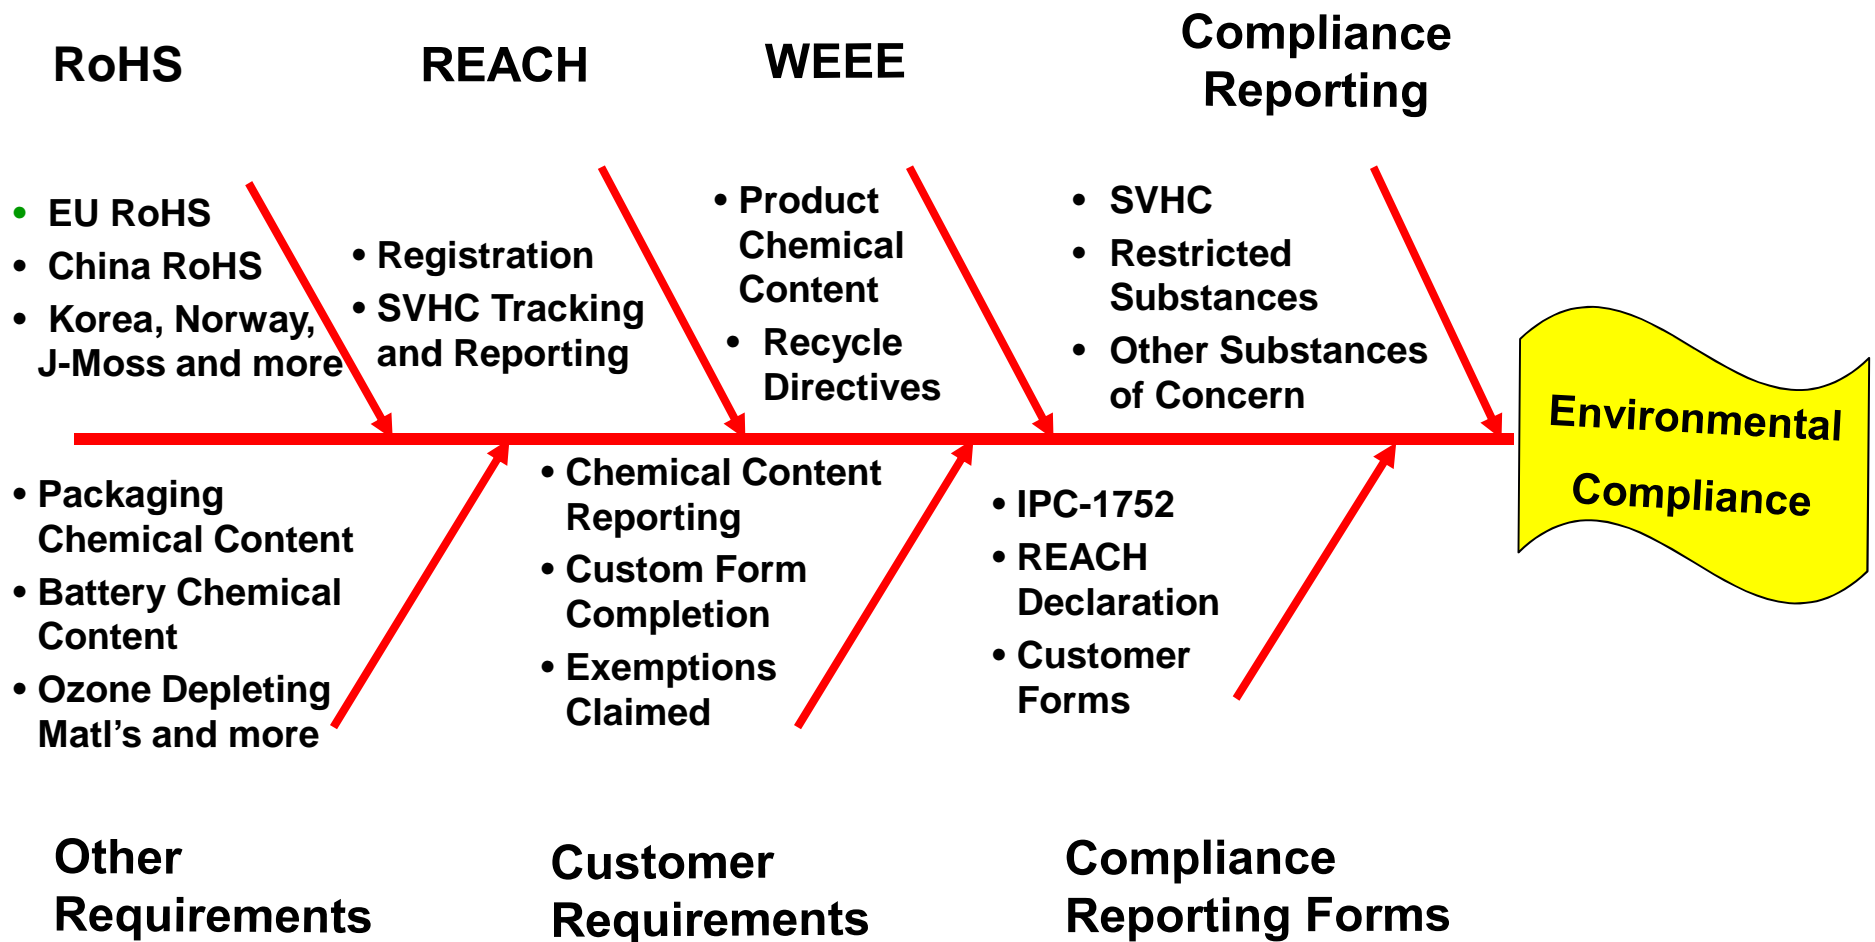 RoHS
REACH
WEEE
Compliance
Reporting
• EU RoHS
• China RoHS
• Korea, Norway,
J-Moss and more
• Registration
• SVHC Tracking
and Reporting
• Product
Chemical
Content
• Recycle
Directives
• SVHC
• Restricted
Substances
• Other Substances
of Concern
Environmental
Compliance
• Packaging
Chemical Content
• Battery Chemical
Content
• Ozone Depleting
Matl’s and more
• Chemical Content
Reporting
• Custom Form
Completion
• Exemptions
Claimed
• IPC-1752
• REACH
Declaration
• Customer
Forms
Other
Requirements
Customer
Requirements
Compliance
Reporting Forms